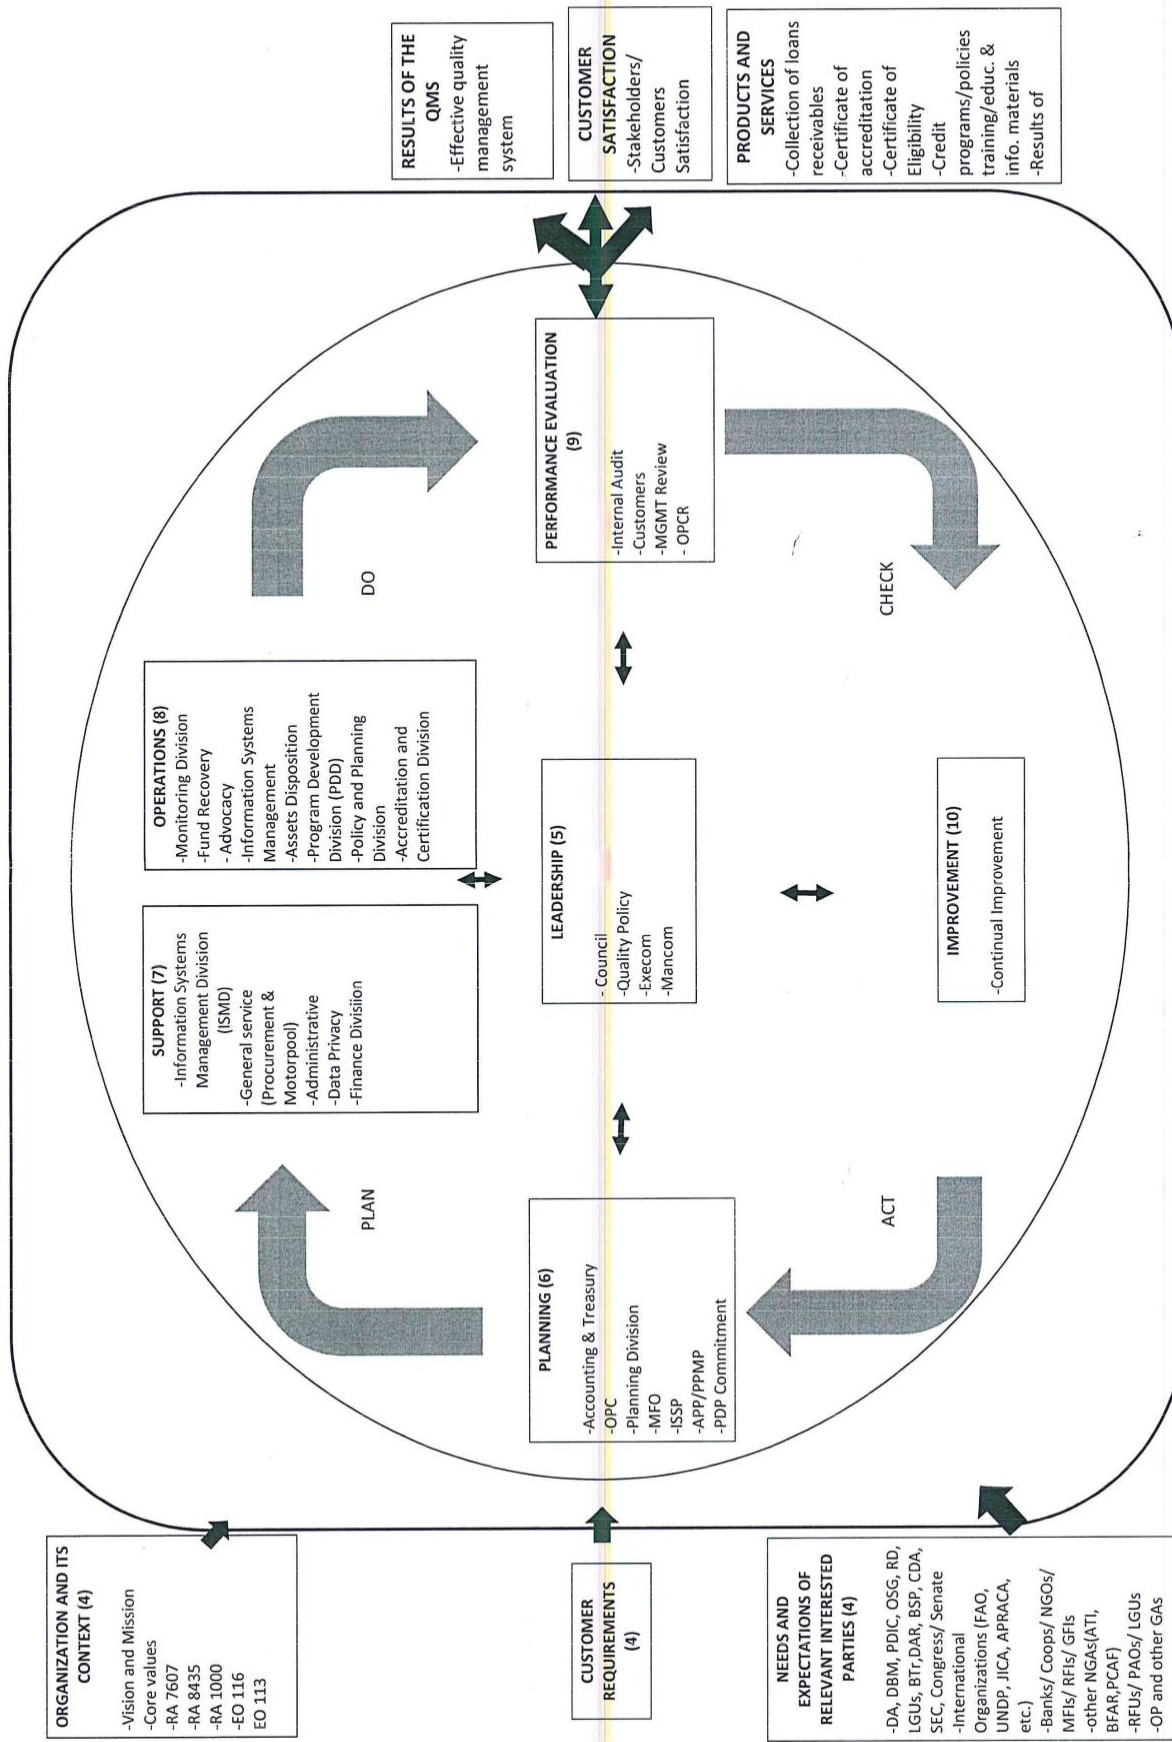 ORGANIZATION AND ITS
CONTEXT (4)
-Vision and Mission
-Core values
-RA 7607
-RA 8435
-RA 1000
-EO 116
EO 113
CUSTOMER
REQUIREMENTS
(4)
NEEDS AND
EXPECTATIONS OF
RELEVANT INTERESTED
PARTIES (4)
-DA, DBM, PDIC, OSG, RD,
LGUs, BTr,DAR, BSP, CDA,
SEC, Congress/ Senate
-International
Organizations (FAO,
UNDP, JICA, APRACA,
etc.)
-Banks/ Coops/ NGOs/
MFIs/ RFIs/ GFIs
-other NGAs(ATI,
BFAR,PCAF)
-RFUs/ PAOs/ LGUs
-OP and other GAs
PLAN
SUPPORT (7)
-Information Systems
Management Division
(ISMD)
-General service
(Procurement &
Motorpool)
-Administrative
-Data Privacy
-Finance Divisiion
OPERATIONS (8)
-Monitoring Division
-Fund Recovery
- Advocacy
-Information Systems
Management
-Assets Disposition
-Program Development
Division (PDD)
-Policy and Planning
Division
-Accreditation and
Certification Division
DO
PLANNING (6)
-Accounting & Treasury
-OPC
-Planning Division
-MFO
-ISSP
-APP/PPMP
-PDP Commitment
LEADERSHIP (5)
- Council
-Quality Policy
-Execom
-Mancom
PERFORMANCE EVALUATION
(9)
-Internal Audit
-Customers
-MGMT Review
- OPCR
ACT
IMPROVEMENT (10)
-Continual Improvement
CHECK
RESULTS OF THE
QMS
-Effective quality
management
system
CUSTOMER
SATISFACTION
-Stakeholders/
Customers
Satisfaction
PRODUCTS AND
SERVICES
-Collection of loans
receivables
-Certificate of
accreditation
-Certificate of
Eligibility
-Credit
programs/policies
training/educ. &
info. materials
-Results of